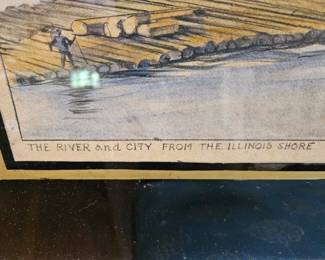 THE RIVER and CITY FROM THE ILLINOIS SHORE